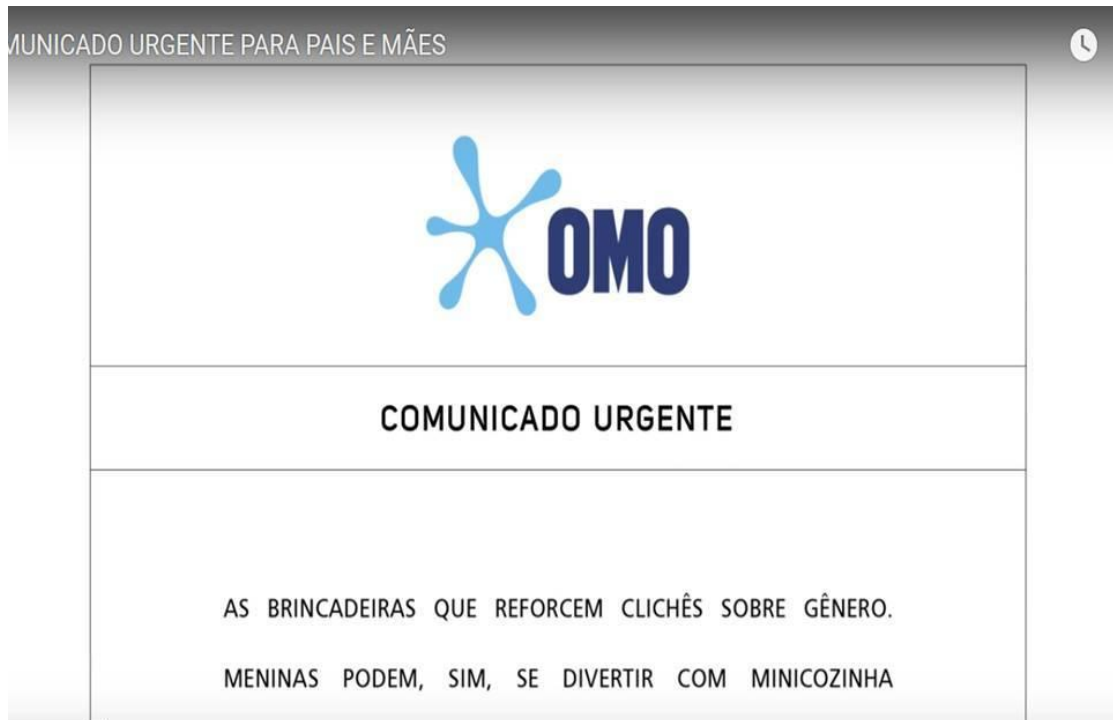 MUNICADO URGENTE PARA PAIS E MÃES
OMO
COMUNICADO URGENTE
AS BRINCADEIRAS QUE REFORCEM CLICHÊS SOBRE GÊNERO.
MENINAS PODEM, SIM, SE DIVERTIR COM MINICOZINHA